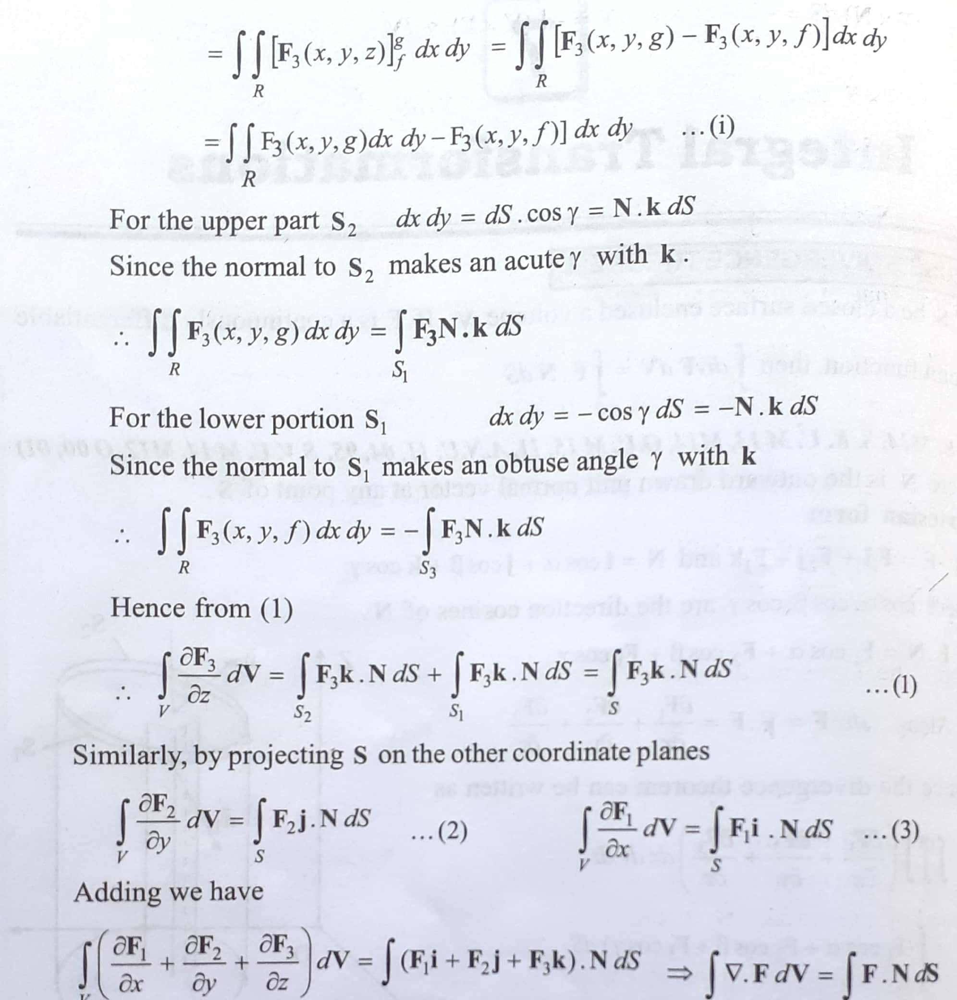 = ∫∫_R [F₃(x, y, z)]_f^g dx dy = ∫∫_R [F₃(x, y, g) – F₃(x, y, f)] dx dy
= ∫∫_R F₃(x, y, g)dx dy – F₃(x, y, f)] dx dy ...(i)
For the upper part S₂ dx dy = dS . cos γ = N . k dS
Since the normal to S₂ makes an acute γ with k.
∴ ∫∫_R F₃(x, y, g) dx dy = ∫_{S₁} F₃N.k dS
For the lower portion S₁ dx dy = – cos γ dS = –N . k dS
Since the normal to S₁ makes an obtuse angle γ with k
∴ ∫∫_R F₃(x, y, f) dx dy = –∫_{S₃} F₃N . k dS
Hence from (1)
∴ ∫_V ∂F₃/∂z dV = ∫_{S₂} F₃k . N dS + ∫_{S₁} F₃k . N dS = ∫_S F₃k . N dS ...(1)
Similarly, by projecting S on the other coordinate planes
∫_V ∂F₂/∂y dV = ∫_S F₂j. N dS ...(2) ∫_V ∂F₁/∂x dV = ∫_S F₁i . N dS ...(3)
Adding we have
∫_V (∂F₁/∂x + ∂F₂/∂y + ∂F₃/∂z) dV = ∫ (F₁i + F₂j + F₃k) . N dS ⇒ ∫ ∇.F dV = ∫ F . N dS